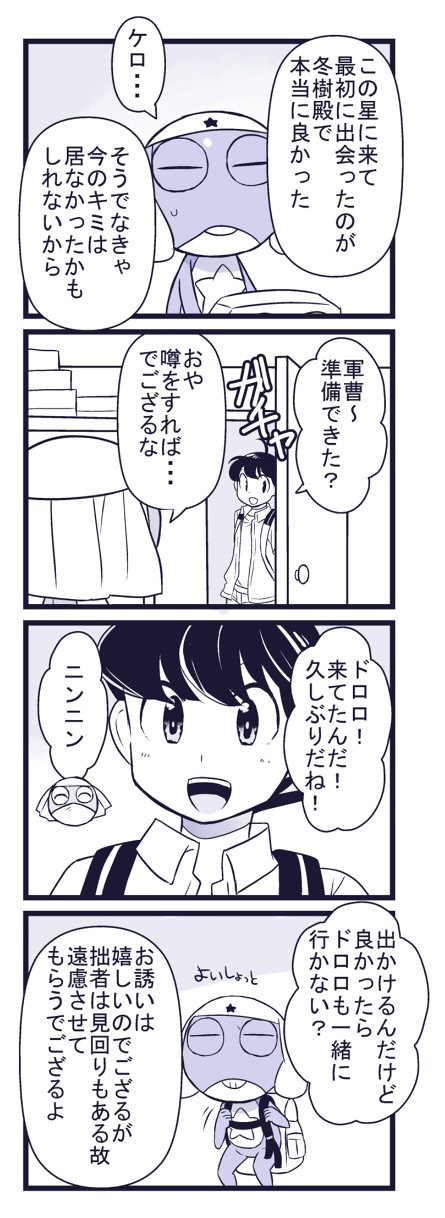 この星に来て
最初に出会ったのが
冬樹殿で
本当に良かった
ケロ・・・
そうでなきゃ
今のキミは
居なかったかも
しれないから
軍曹～
準備できた？
ガチャ
おや
噂をすれば・・・
でござるな
ドロロ！
来てたんだ！
久しぶりだね！
ニンニン
出かけるんだけど
良かったら
ドロロも一緒に
行かない？
よいしょっと
お誘いは
嬉しいのでござるが
拙者は見回りもある故
遠慮させて
もらうでござるよ